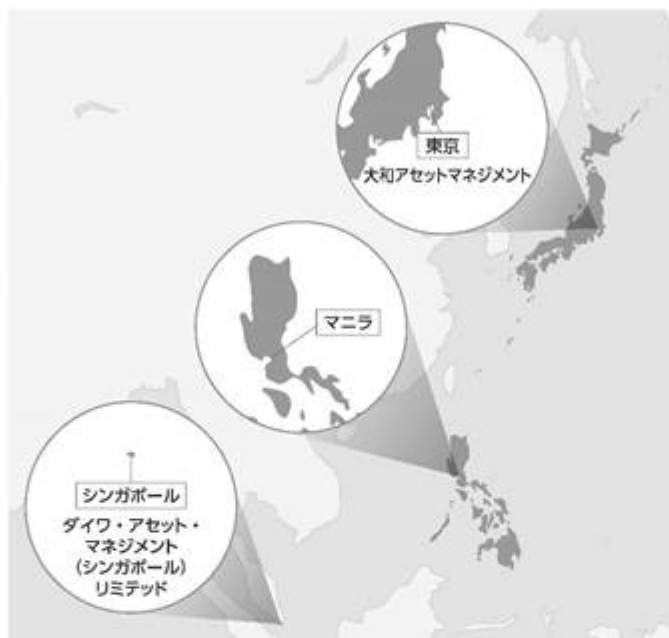 東京
大和アセットマネジメント
マニラ
シンガポール
ダイワ・アセット・
マネジメント
(シンガポール)
リミテッド